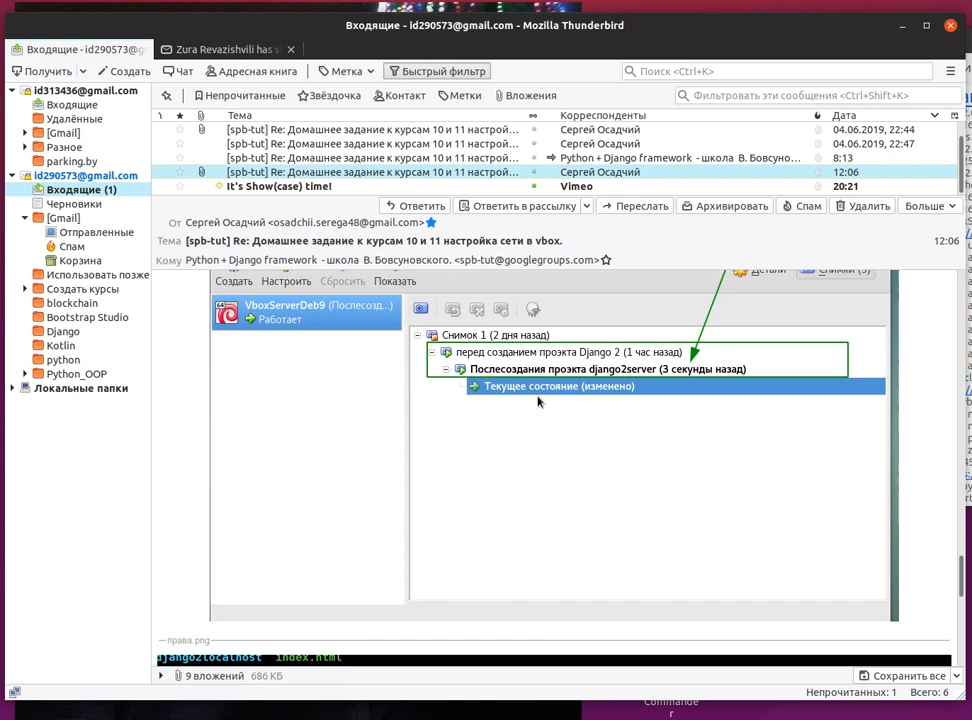 Входящие - id290573@gmail.com - Mozilla Thunderbird
Входящие - id290573@g
Zura Revazishvili has s
Получить
Создать
Чат
Адресная книга
Метка
Быстрый фильтр
Поиск <Ctrl+K>
Непрочитанные
Звёздочка
Контакт
Метки
Вложения
Фильтровать эти сообщения <Ctrl+Shift+K>
Тема
Корреспонденты
Дата
[spb-tut] Re: Домашнее задание к курсам 10 и 11 настрой...
Сергей Осадчий
04.06.2019, 22:44
[spb-tut] Re: Домашнее задание к курсам 10 и 11 настрой...
Сергей Осадчий
04.06.2019, 22:47
[spb-tut] Re: Домашнее задание к курсам 10 и 11 настрой...
Python + Django framework - школа В. Бовсуно...
8:13
[spb-tut] Re: Домашнее задание к курсам 10 и 11 настрой...
Сергей Осадчий
12:06
It's Show(case) time!
Vimeo
20:21
Ответить
Ответить в рассылку
Переслать
Архивировать
Спам
Удалить
Больше
От Сергей Осадчий <osadchii.serega48@gmail.com>
Тема [spb-tut] Re: Домашнее задание к курсам 10 и 11 настройка сети в vbox.
12:06
Кому Python + Django framework - школа В. Бовсуновского. <spb-tut@googlegroups.com>
id313436@gmail.com
Входящие
Удалённые
[Gmail]
Разное
parking.by
id290573@gmail.com
Входящие (1)
Черновики
[Gmail]
Отправленные
Спам
Корзина
Использовать позже
Создать курсы
blockchain
Bootstrap Studio
Django
Kotlin
python
Python_OOP
Локальные папки
Детали
Снимки (3)
Создать
Настроить
Сбросить
Показать
64
VboxServerDeb9 (Послесозд...)
Работает
Снимок 1 (2 дня назад)
перед созданием проэкта Django 2 (1 час назад)
Послесоздания проэкта django2server (3 секунды назад)
Текущее состояние (изменено)
права.png
django2localhost index.html
9 вложений 686 КБ
Сохранить все
Непрочитанных: 1
Всего: 6
Commande
r